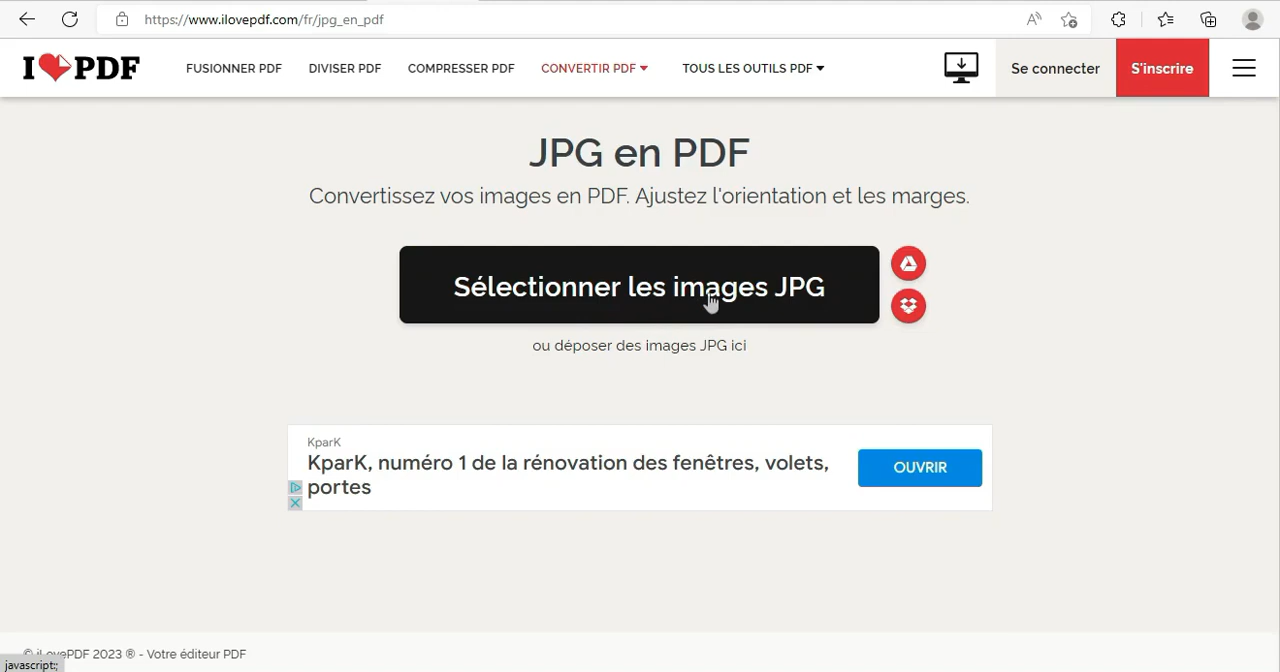 https://www.ilovepdf.com/fr/jpg_en_pdf
I PDF
FUSIONNER PDF
DIVISER PDF
COMPRESSER PDF
CONVERTIR PDF
TOUS LES OUTILS PDF
Se connecter
S'inscrire
JPG en PDF
Convertissez vos images en PDF. Ajustez l'orientation et les marges.
Sélectionner les images JPG
ou déposer des images JPG ici
KparK
KparK, numéro 1 de la rénovation des fenêtres, volets,
portes
OUVRIR
© iLovePDF 2023 ® - Votre éditeur PDF
javascript:;